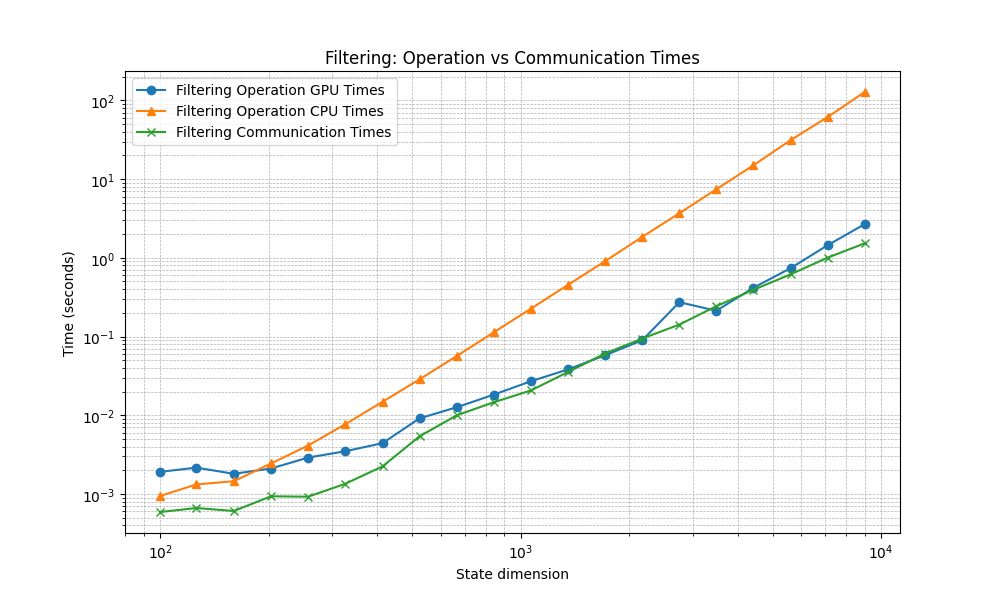 Filtering: Operation vs Communication Times
Filtering Operation GPU Times
Filtering Operation CPU Times
Filtering Communication Times
Time (seconds)
10²
10¹
10⁰
10⁻¹
10⁻²
10⁻³
10² 10³ 10⁴
State dimension